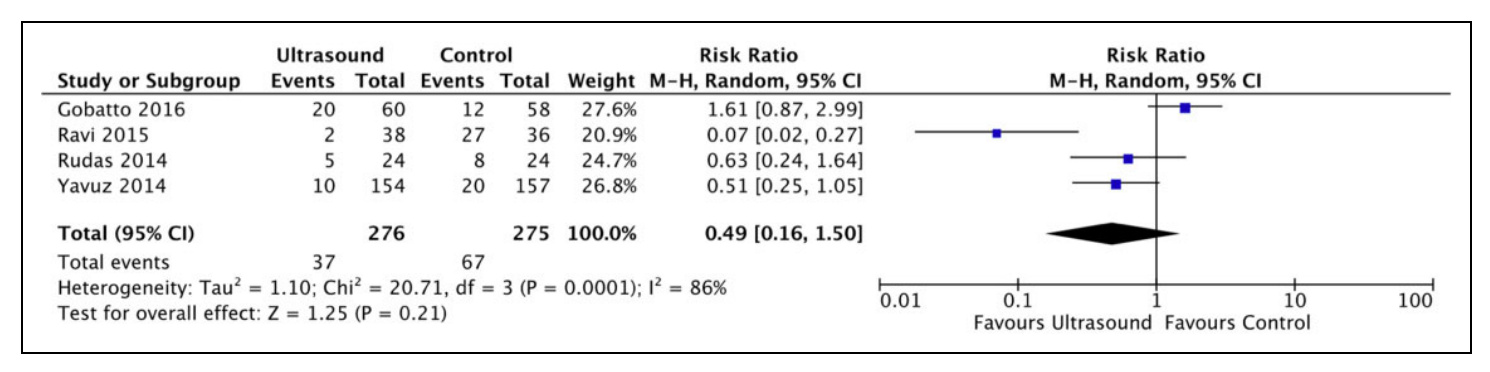 Ultrasound Control Risk Ratio Risk Ratio
Study or Subgroup Events Total Events Total Weight M-H, Random, 95% CI M-H, Random, 95% CI
Gobatto 2016 20 60 12 58 27.6% 1.61 [0.87, 2.99]
Ravi 2015 2 38 27 36 20.9% 0.07 [0.02, 0.27]
Rudas 2014 5 24 8 24 24.7% 0.63 [0.24, 1.64]
Yavuz 2014 10 154 20 157 26.8% 0.51 [0.25, 1.05]
Total (95% CI) 276 275 100.0% 0.49 [0.16, 1.50]
Total events 37 67
Heterogeneity: Tau² = 1.10; Chi² = 20.71, df = 3 (P = 0.0001); I² = 86%
Test for overall effect: Z = 1.25 (P = 0.21)
0.01 0.1 1 10 100
Favours Ultrasound Favours Control